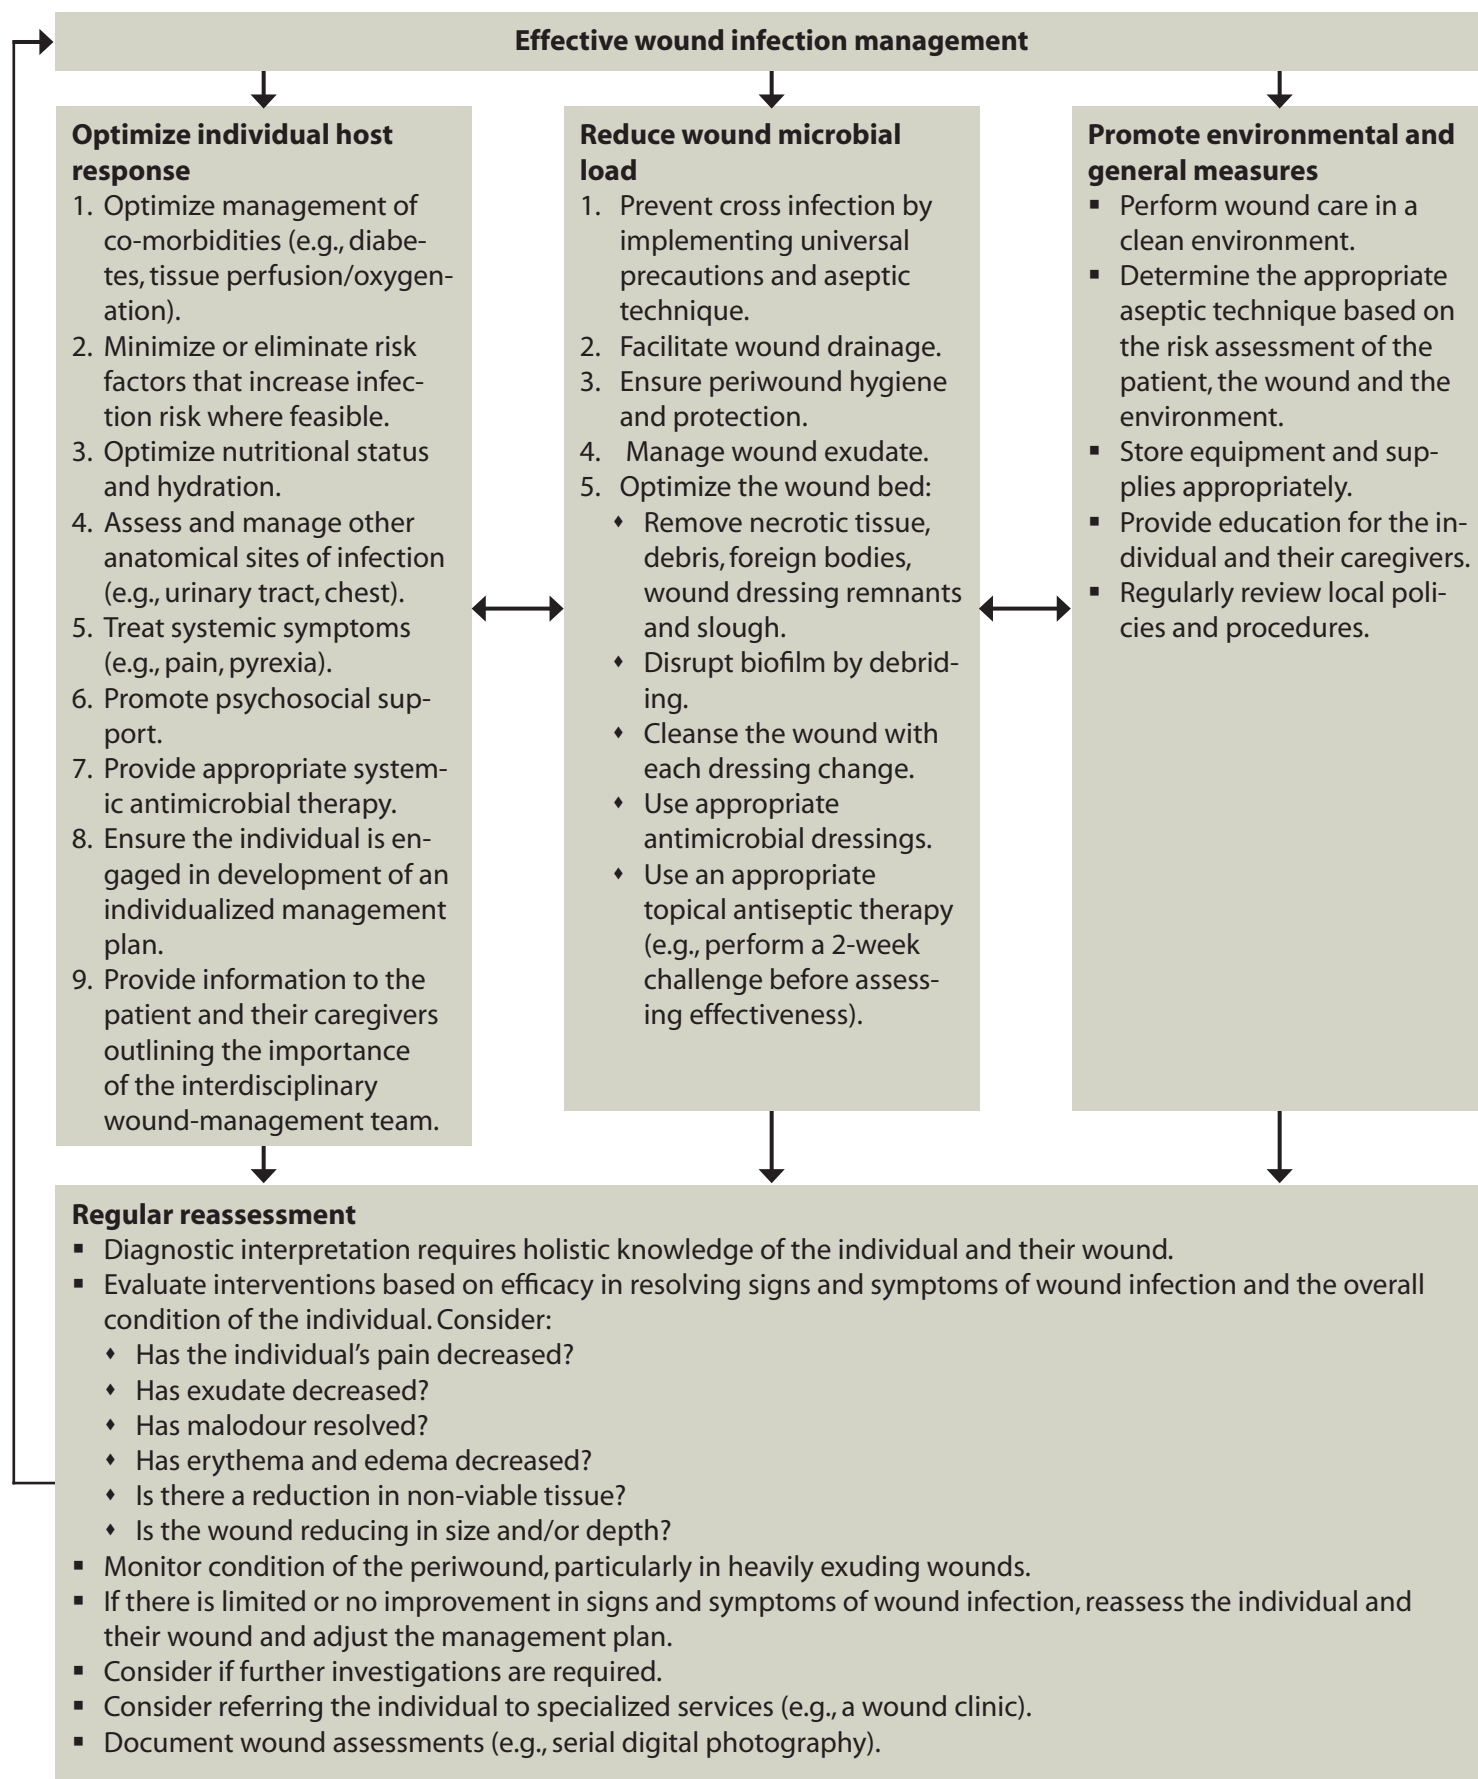 Effective wound infection management
Optimize individual host
response
1. Optimize management of
co-morbidities (e.g., diabe-
tes, tissue perfusion/oxygen-
ation).
2. Minimize or eliminate risk
factors that increase infec-
tion risk where feasible.
3. Optimize nutritional status
and hydration.
4. Assess and manage other
anatomical sites of infection
(e.g., urinary tract, chest).
5. Treat systemic symptoms
(e.g., pain, pyrexia).
6. Promote psychosocial sup-
port.
7. Provide appropriate system-
ic antimicrobial therapy.
8. Ensure the individual is en-
gaged in development of an
individualized management
plan.
9. Provide information to the
patient and their caregivers
outlining the importance
of the interdisciplinary
wound-management team.
Reduce wound microbial
load
1. Prevent cross infection by
implementing universal
precautions and aseptic
technique.
2. Facilitate wound drainage.
3. Ensure periwound hygiene
and protection.
4. Manage wound exudate.
5. Optimize the wound bed:
♦ Remove necrotic tissue,
debris, foreign bodies,
wound dressing remnants
and slough.
♦ Disrupt biofilm by debrid-
ing.
♦ Cleanse the wound with
each dressing change.
♦ Use appropriate
antimicrobial dressings.
♦ Use an appropriate
topical antiseptic therapy
(e.g., perform a 2-week
challenge before assess-
ing effectiveness).
Promote environmental and
general measures
▪ Perform wound care in a
clean environment.
▪ Determine the appropriate
aseptic technique based on
the risk assessment of the
patient, the wound and the
environment.
▪ Store equipment and sup-
plies appropriately.
▪ Provide education for the in-
dividual and their caregivers.
▪ Regularly review local poli-
cies and procedures.
Regular reassessment
▪ Diagnostic interpretation requires holistic knowledge of the individual and their wound.
▪ Evaluate interventions based on efficacy in resolving signs and symptoms of wound infection and the overall
condition of the individual. Consider:
♦ Has the individual's pain decreased?
♦ Has exudate decreased?
♦ Has malodour resolved?
♦ Has erythema and edema decreased?
♦ Is there a reduction in non-viable tissue?
♦ Is the wound reducing in size and/or depth?
▪ Monitor condition of the periwound, particularly in heavily exuding wounds.
▪ If there is limited or no improvement in signs and symptoms of wound infection, reassess the individual and
their wound and adjust the management plan.
▪ Consider if further investigations are required.
▪ Consider referring the individual to specialized services (e.g., a wound clinic).
▪ Document wound assessments (e.g., serial digital photography).